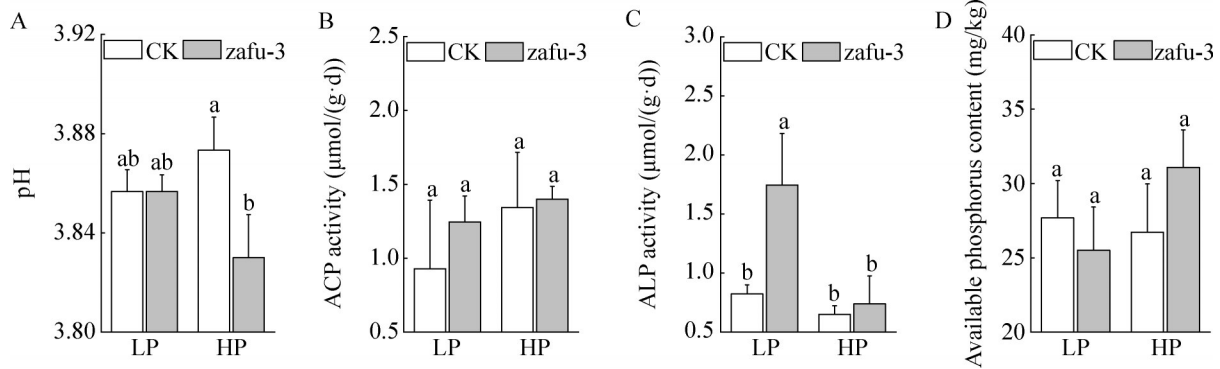 A
3.92
3.88
3.84
3.80
pH
CK zafu-3
ab ab a b
LP HP
B
2.5
2.0
1.5
1.0
0.5
ACP activity (μmol/(g·d))
CK zafu-3
a a a a
LP HP
C
3.0
2.5
2.0
1.5
1.0
0.5
ALP activity (μmol/(g·d))
CK zafu-3
b a b b
LP HP
D
40
35
30
25
20
Available phosphorus content (mg/kg)
CK zafu-3
a a a a
LP HP